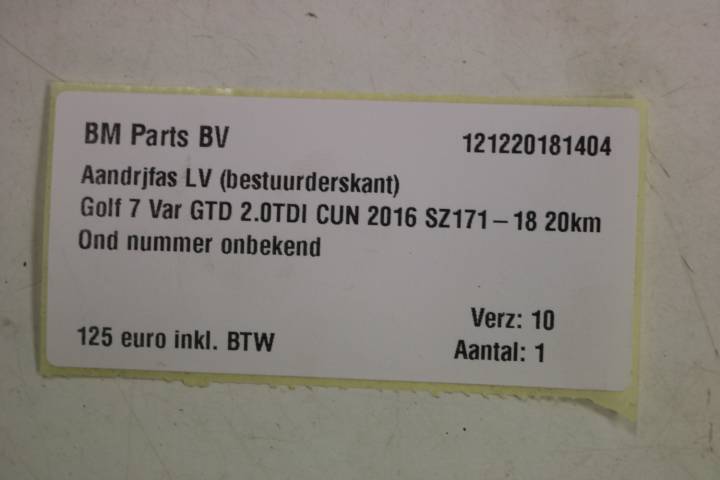 BM Parts BV 121220181404
Aandrjfas LV (bestuurderskant)
Golf 7 Var GTD 2.0TDI CUN 2016 SZ171-18 20km
Ond nummer onbekend
Verz: 10
125 euro inkl. BTW Aantal: 1